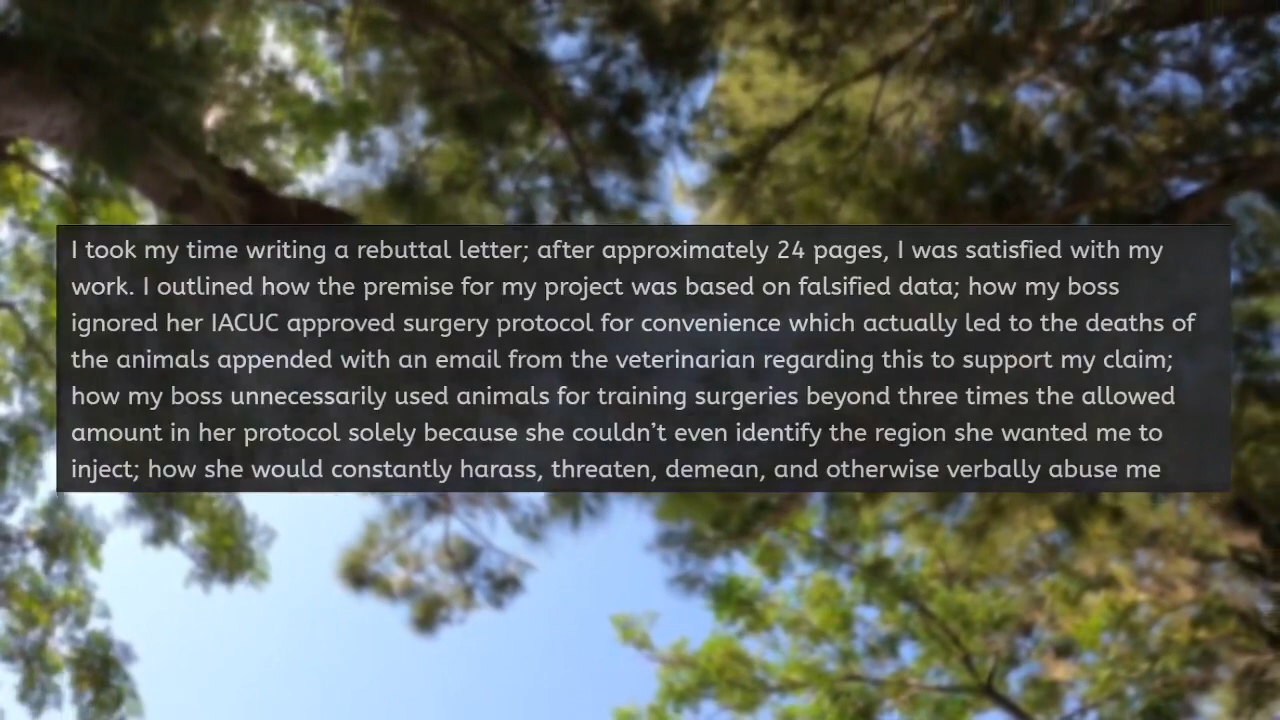 I took my time writing a rebuttal letter; after approximately 24 pages, I was satisfied with my
work. I outlined how the premise for my project was based on falsified data; how my boss
ignored her IACUC approved surgery protocol for convenience which actually led to the deaths of
the animals appended with an email from the veterinarian regarding this to support my claim;
how my boss unnecessarily used animals for training surgeries beyond three times the allowed
amount in her protocol solely because she couldn’t even identify the region she wanted me to
inject; how she would constantly harass, threaten, demean, and otherwise verbally abuse me